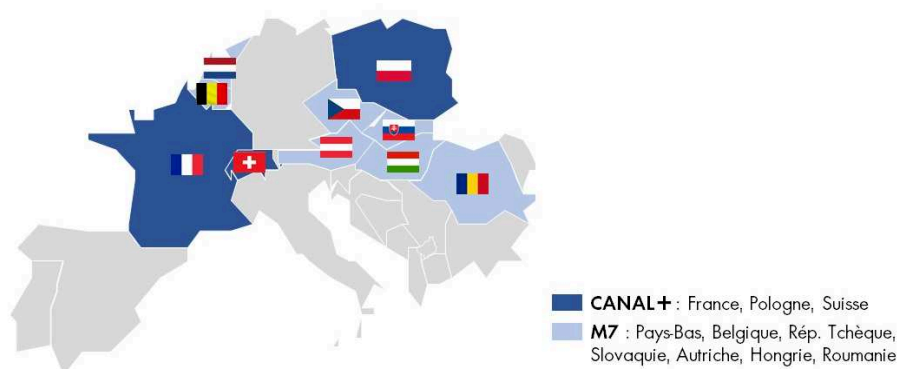 CANAL+ : France, Pologne, Suisse
M7 : Pays-Bas, Belgique, Rép. Tchèque,
Slovaquie, Autriche, Hongrie, Roumanie